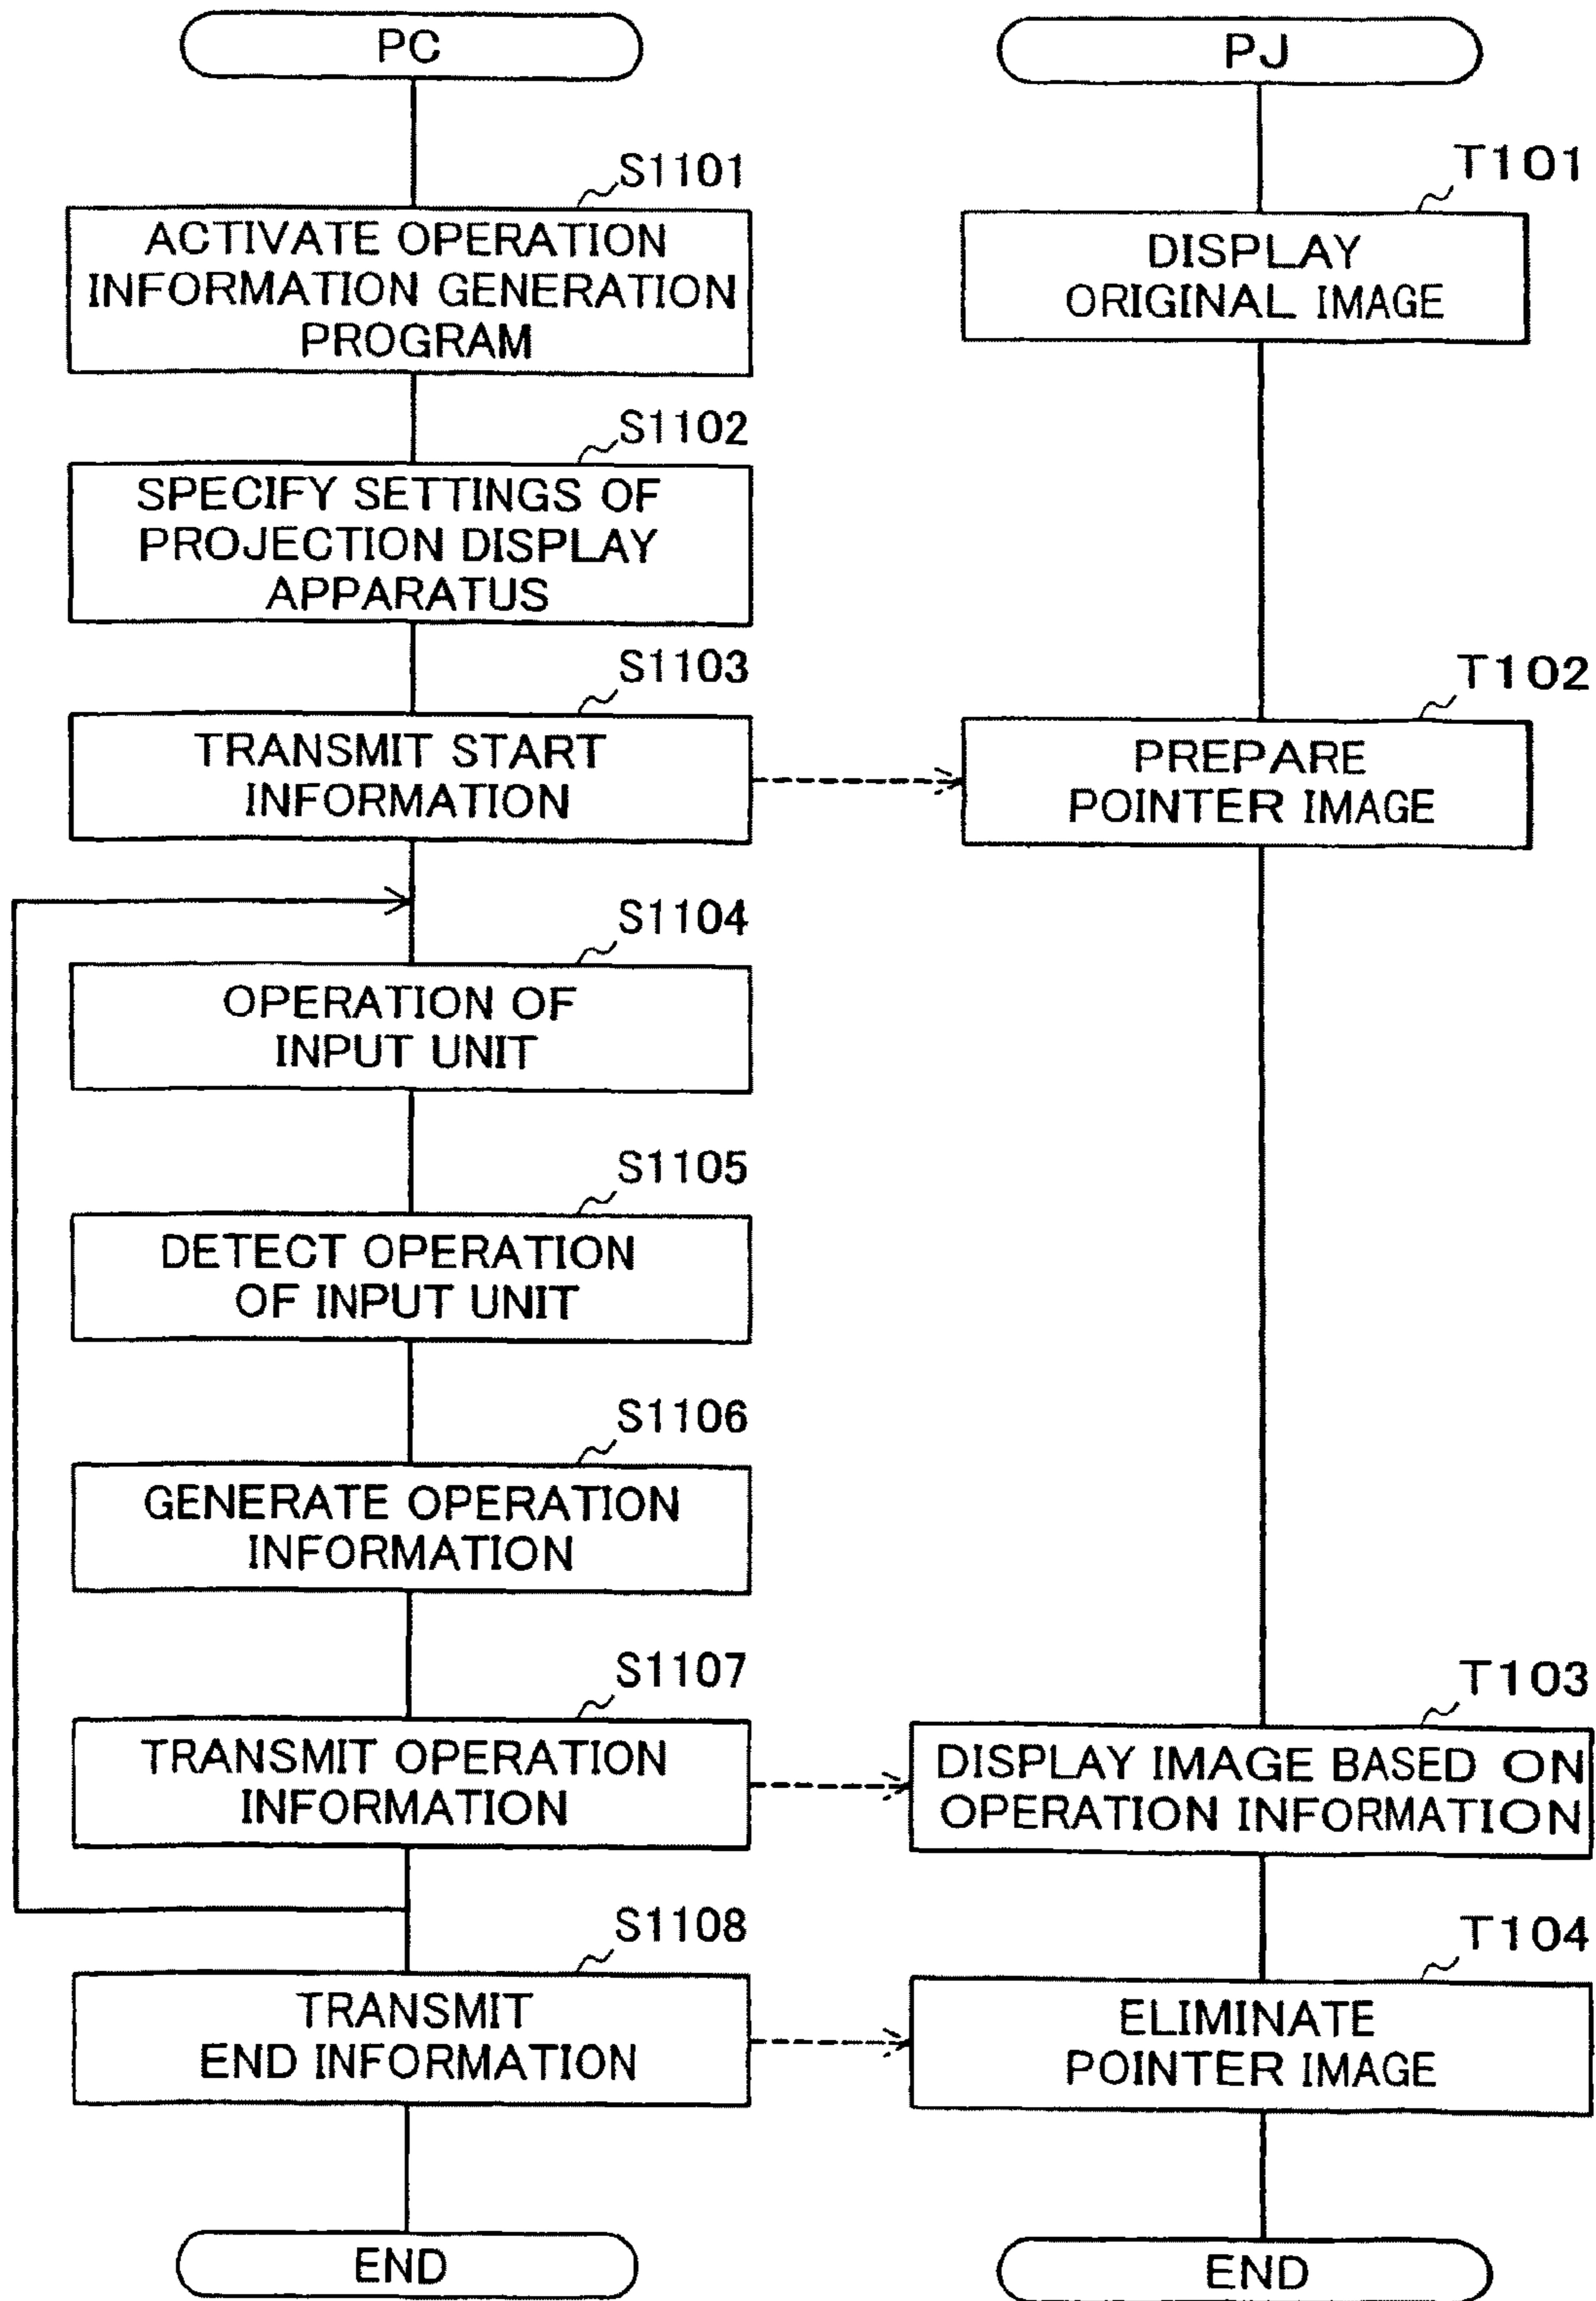 PC
S1101
ACTIVATE OPERATION
INFORMATION GENERATION
PROGRAM
S1102
SPECIFY SETTINGS OF
PROJECTION DISPLAY
APPARATUS
S1103
TRANSMIT START
INFORMATION
S1104
OPERATION OF
INPUT UNIT
S1105
DETECT OPERATION
OF INPUT UNIT
S1106
GENERATE OPERATION
INFORMATION
S1107
TRANSMIT OPERATION
INFORMATION
S1108
TRANSMIT
END INFORMATION
END
PJ
T101
DISPLAY
ORIGINAL IMAGE
T102
PREPARE
POINTER IMAGE
T103
DISPLAY IMAGE BASED ON
OPERATION INFORMATION
T104
ELIMINATE
POINTER IMAGE
END